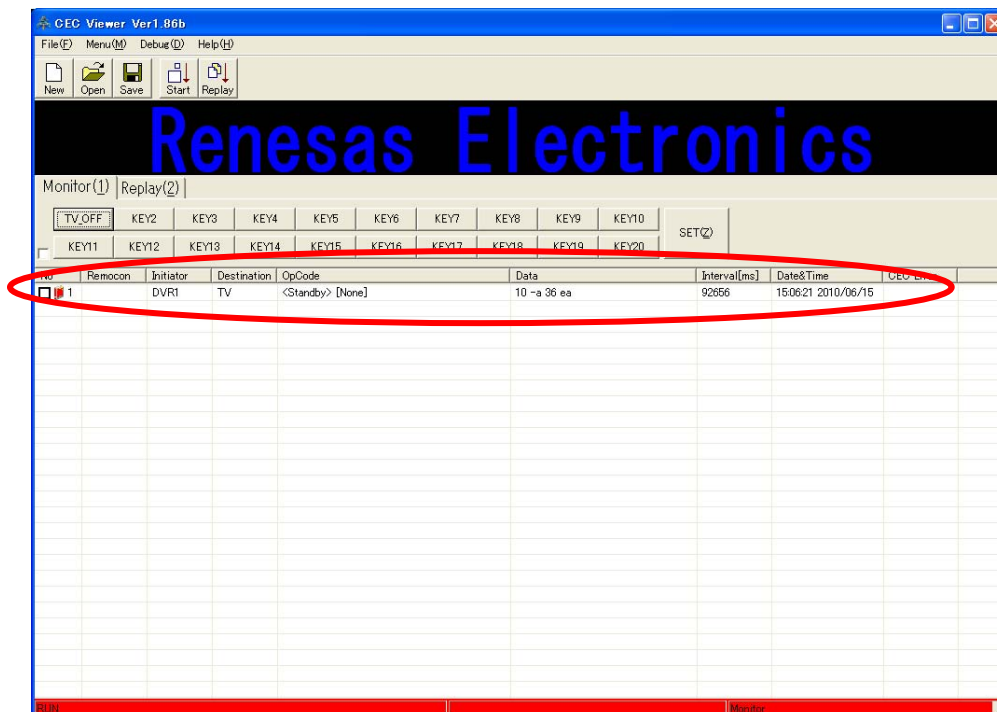 CEC Viewer Ver1.86b
File(F) Menu(M) Debug(D) Help(H)
New Open Save Start Replay
Renesas Electronics
Monitor(1) Replay(2)
TV_OFF KEY2 KEY3 KEY4 KEY5 KEY6 KEY7 KEY8 KEY9 KEY10
SET(Z)
KEY11 KEY12 KEY13 KEY14 KEY15 KEY16 KEY17 KEY18 KEY19 KEY20
No Remocon Initiator Destination OpCode Data Interval[ms] Date&Time CEC
1 DVR1 TV <Standby> [None] 10 -a 36 ea 92656 15:06:21 2010/06/15
RUN Monitor